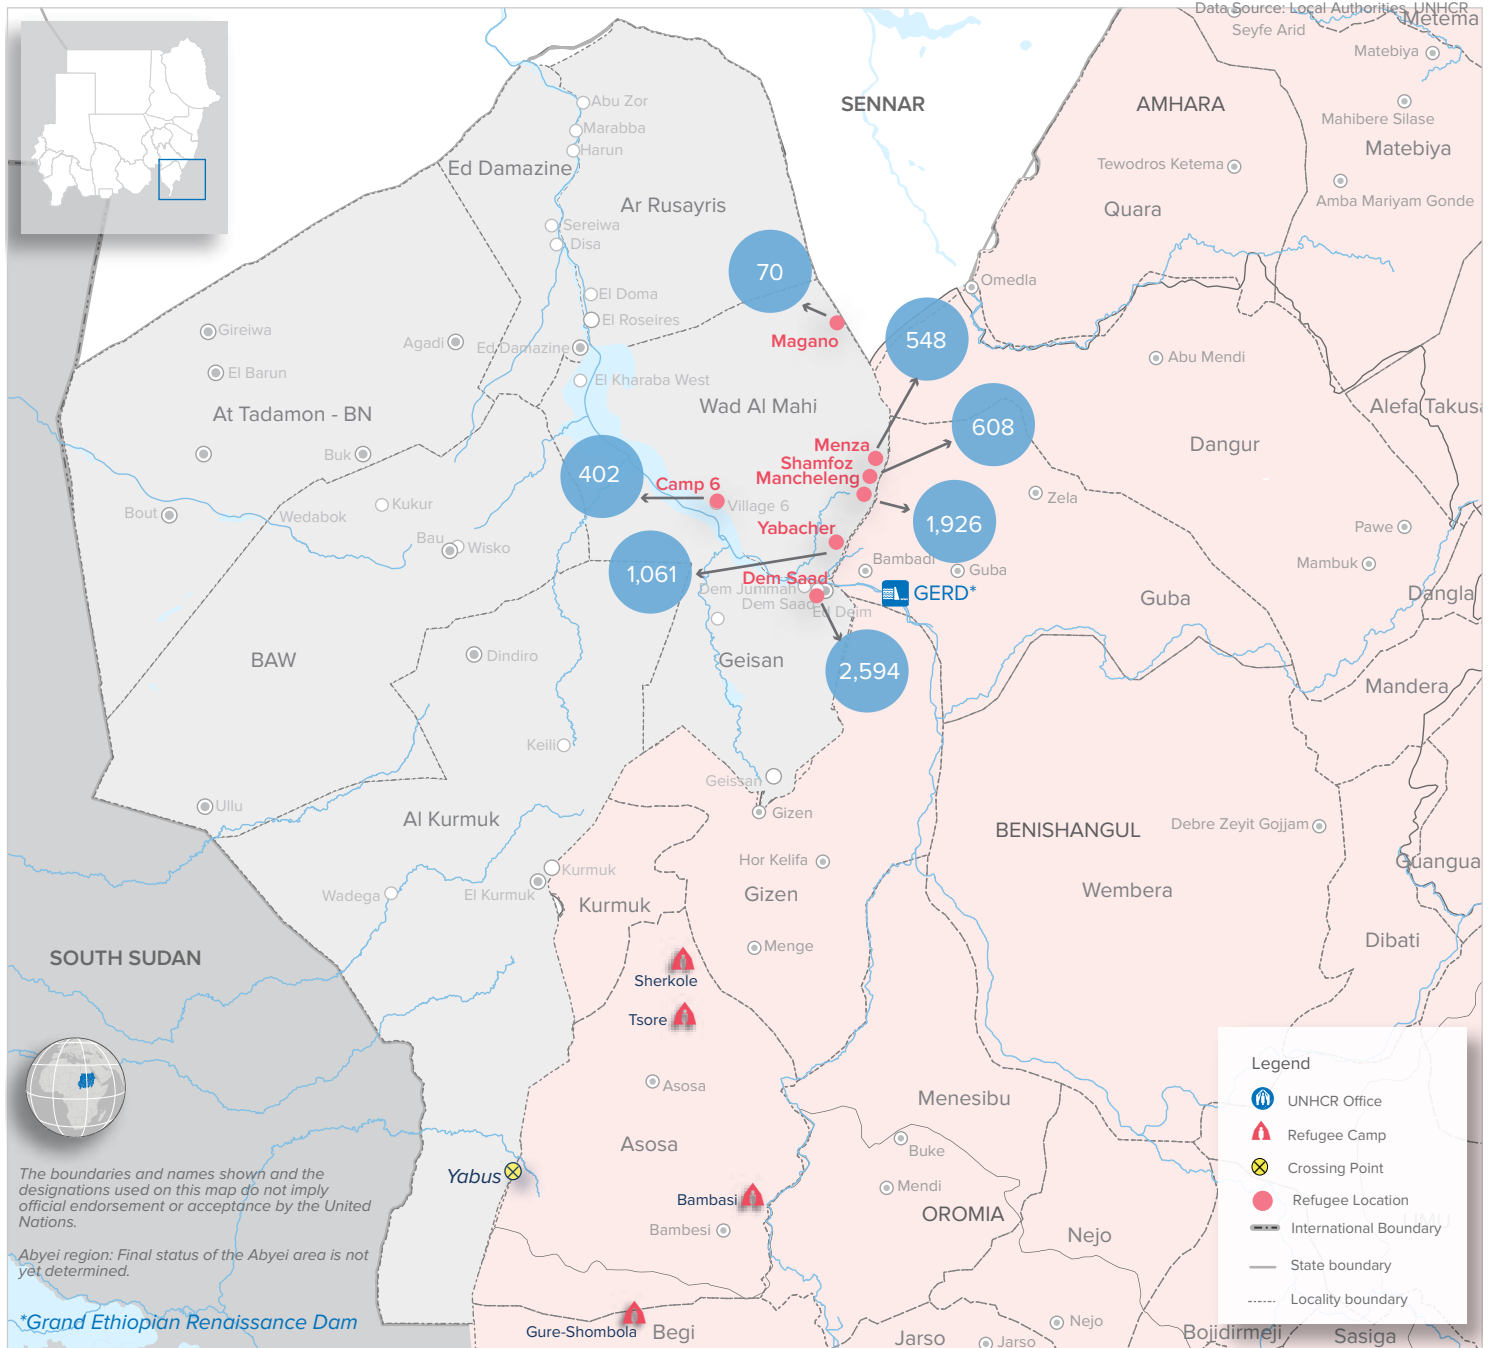 Data Source: Local Authorities, UNHCR
Metema
Seyfe Arid
Matebiya
SENNAR
AMHARA
Abu Zor
Mahibere Silase
Marabba
Matebiya
Harun
Ed Damazine
Tewodros Ketema
Amba Mariyam Gonde
Ar Rusayris
Quara
Sereiwa
Disa
70
Omedla
El Doma
El Roseires
Gireiwa
Agadi
Ed Damazine
Magano
548
Abu Mendi
El Barun
El Kharaba West
At Tadamon - BN
Wad Al Mahi
Alefa Takusa
608
Dangur
Menza
Buk
Shamfoz
Mancheleng
402
Camp 6
Zela
Village 6
Kukur
Bout
Wedabok
1,926
Pawe
Yabacher
Bau
Wisko
Bambadi
Guba
Mambuk
1,061
Dem Saad
Dem Jummah
GERD*
Guba
Dangla
Dem Saad
Ed Deim
BAW
Dindiro
Geisan
2,594
Mandera
Keili
Geissan
Ullu
Gizen
Al Kurmuk
BENISHANGUL
Debre Zeyit Gojjam
Hor Kelifa
Guangua
Kurmuk
Wadega
El Kurmuk
Gizen
Wembera
Kurmuk
Menge
Dibati
SOUTH SUDAN
Sherkole
Tsore
Asosa
Menesibu
Asosa
Buke
Yabus
Mendi
Bambasi
OROMIA
Bambesi
Nejo
Legend
UNHCR Office
Refugee Camp
Crossing Point
Refugee Location
International Boundary
State boundary
Locality boundary
The boundaries and names shown and the
designations used on this map do not imply
official endorsement or acceptance by the United
Nations.
Abyei region: Final status of the Abyei area is not
yet determined.
*Grand Ethiopian Renaissance Dam
Gure-Shombola
Begi
Nejo
Jarso
Jarso
Bojidirmeji
Sasiga